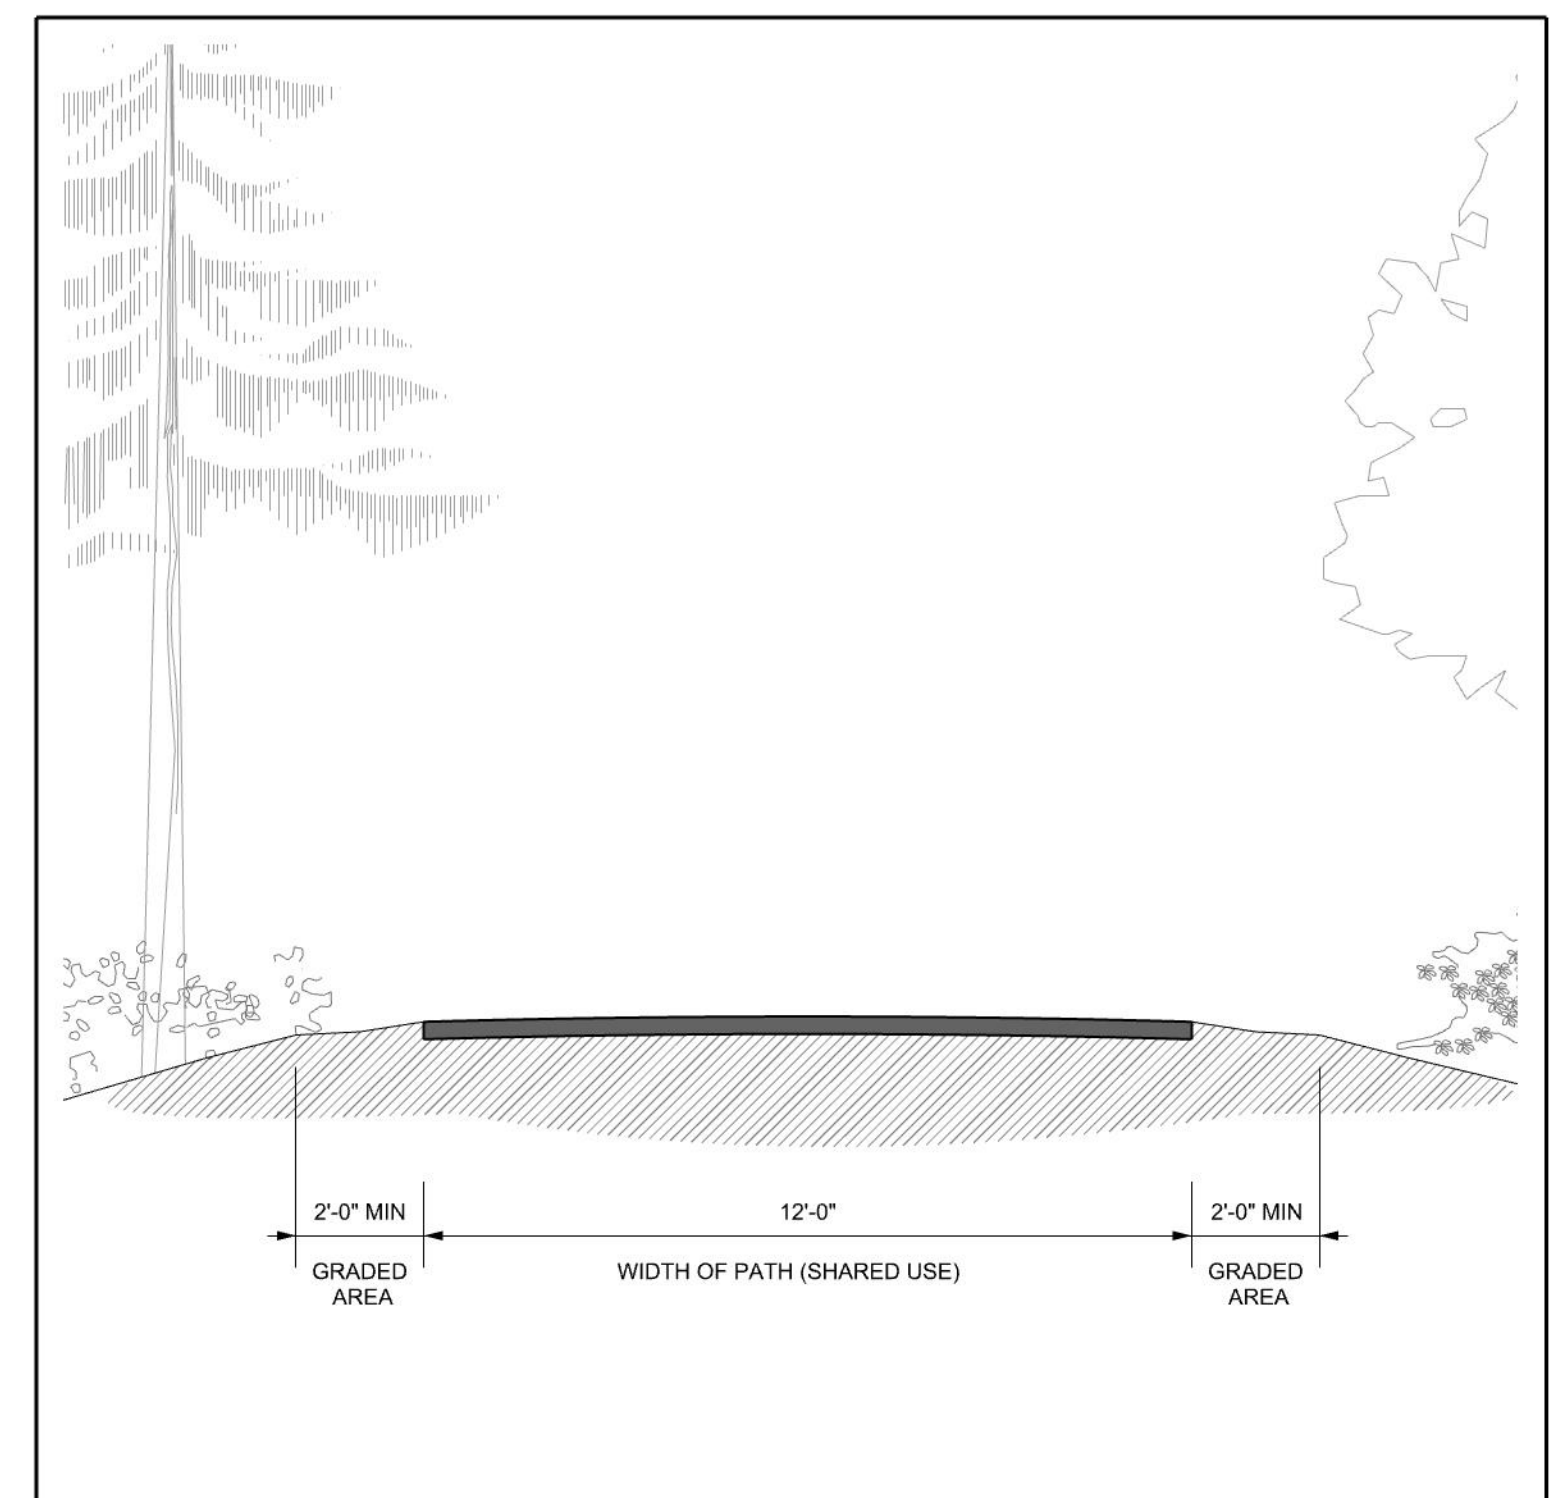 2'-0" MIN
12'-0"
2'-0" MIN
GRADED
AREA
WIDTH OF PATH (SHARED USE)
GRADED
AREA